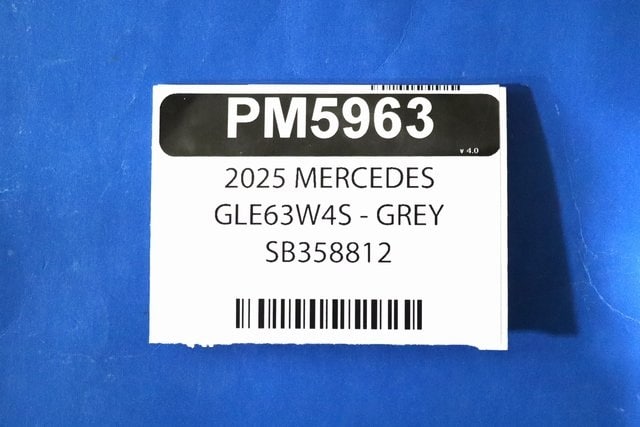 PM5963
v 4.0
2025 MERCEDES
GLE63W4S - GREY
SB358812